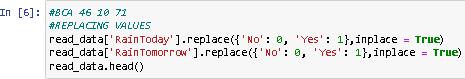 In [6]: #BCA 46 10 71
#REPLACING VALUES
read_data['RainToday'].replace({'No': 0, 'Yes': 1},inplace = True)
read_data['RainTomorrow'].replace({'No': 0, 'Yes': 1},inplace = True)
read_data.head()